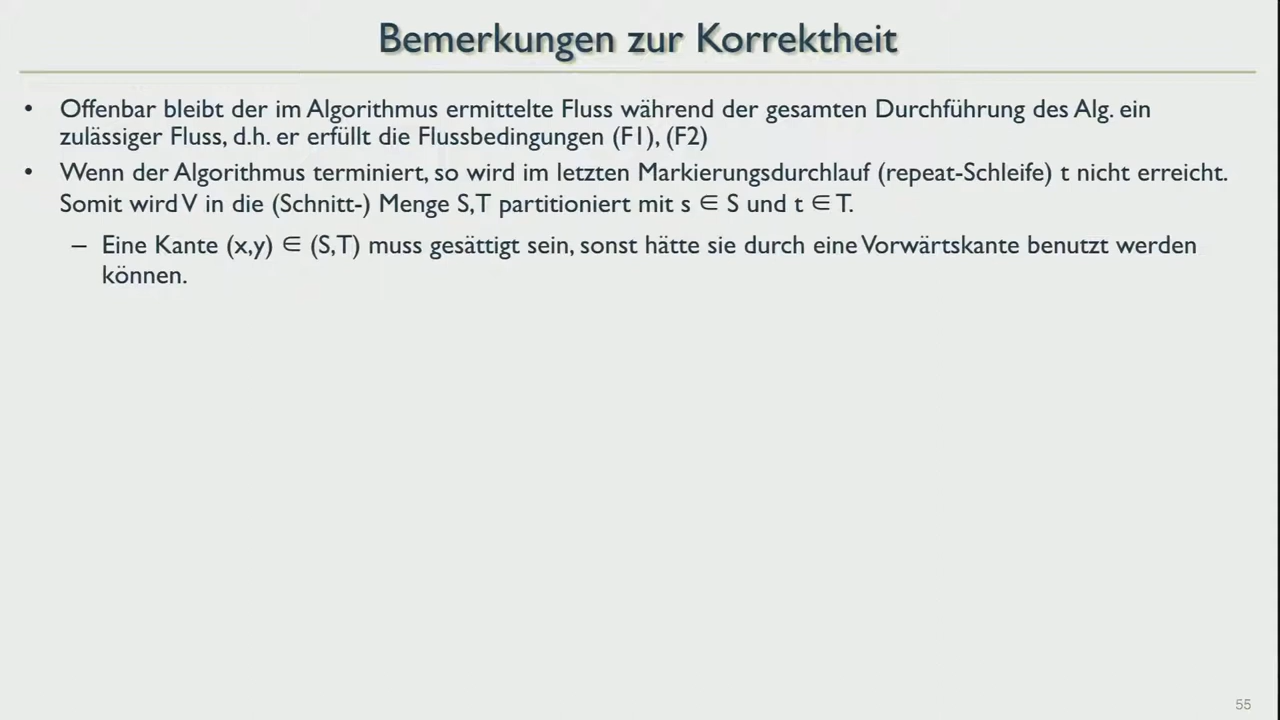 Bemerkungen zur Korrektheit
• Offenbar bleibt der im Algorithmus ermittelte Fluss während der gesamten Durchführung des Alg. ein
zulässiger Fluss, d.h. er erfüllt die Flussbedingungen (F1), (F2)
• Wenn der Algorithmus terminiert, so wird im letzten Markierungsdurchlauf (repeat-Schleife) t nicht erreicht.
Somit wird V in die (Schnitt-) Menge S,T partitioniert mit s ∈ S und t ∈ T.
– Eine Kante (x,y) ∈ (S,T) muss gesättigt sein, sonst hätte sie durch eine Vorwärtskante benutzt werden
können.
55